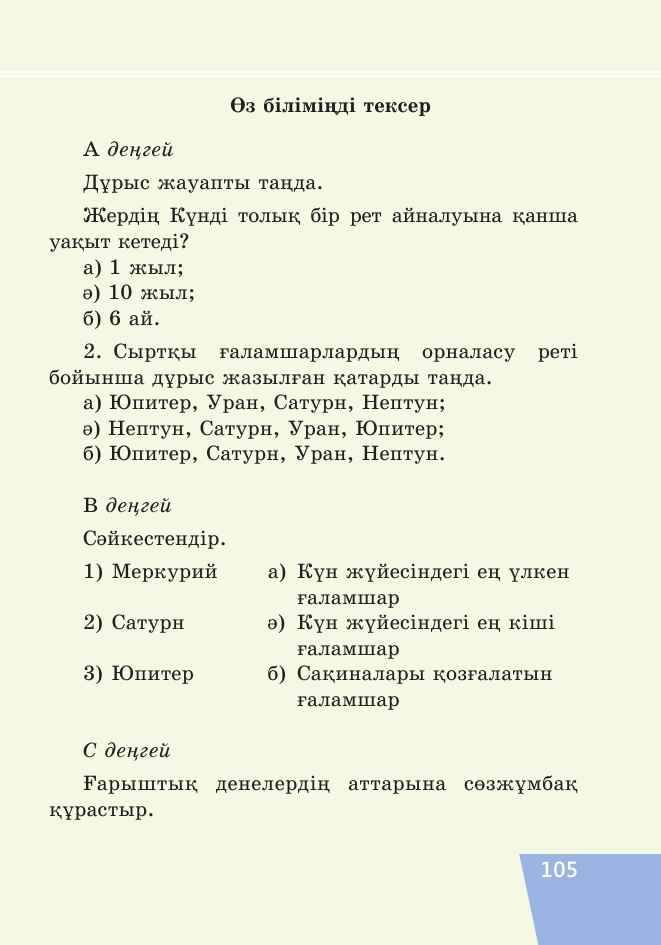 Өз біліміңді тексер
А деңгей
Дұрыс жауапты таңда.
Жердің Күнді толық бір рет айналуына қанша
уақыт кетеді?
а) 1 жыл;
ә) 10 жыл;
б) 6 ай.
2. Сыртқы ғаламшарлардың орналасу реті
бойынша дұрыс жазылған қатарды таңда.
а) Юпитер, Уран, Сатурн, Нептун;
ә) Нептун, Сатурн, Уран, Юпитер;
б) Юпитер, Сатурн, Уран, Нептун.
В деңгей
Сәйкестендір.
1) Меркурий а) Күн жүйесіндегі ең үлкен
ғаламшар
2) Сатурн ә) Күн жүйесіндегі ең кіші
ғаламшар
3) Юпитер б) Сақиналары қозғалатын
ғаламшар
С деңгей
Ғарыштық денелердің аттарына сөзжұмбақ
құрастыр.
105